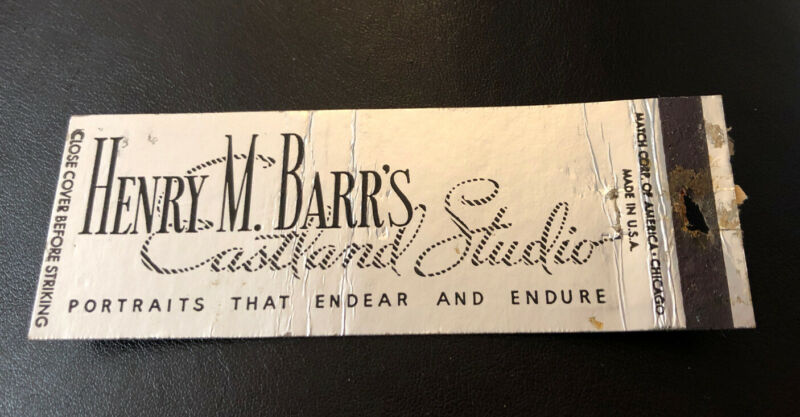 CLOSE COVER BEFORE STRIKING
HENRY M. BARR'S
Eastland Studio
PORTRAITS THAT ENDEAR AND ENDURE
MATCH CORP. OF AMERICA, CHICAGO
MADE IN U.S.A.